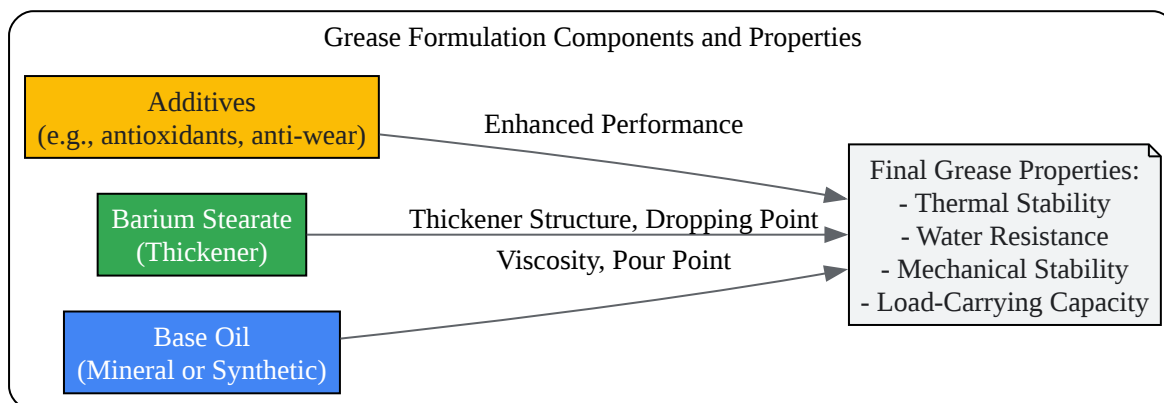 Grease Formulation Components and Properties
Additives
(e.g., antioxidants, anti-wear)
Enhanced Performance
Barium Stearate
(Thickener)
Thickener Structure, Dropping Point
Viscosity, Pour Point
Base Oil
(Mineral or Synthetic)
Final Grease Properties:
- Thermal Stability
- Water Resistance
- Mechanical Stability
- Load-Carrying Capacity